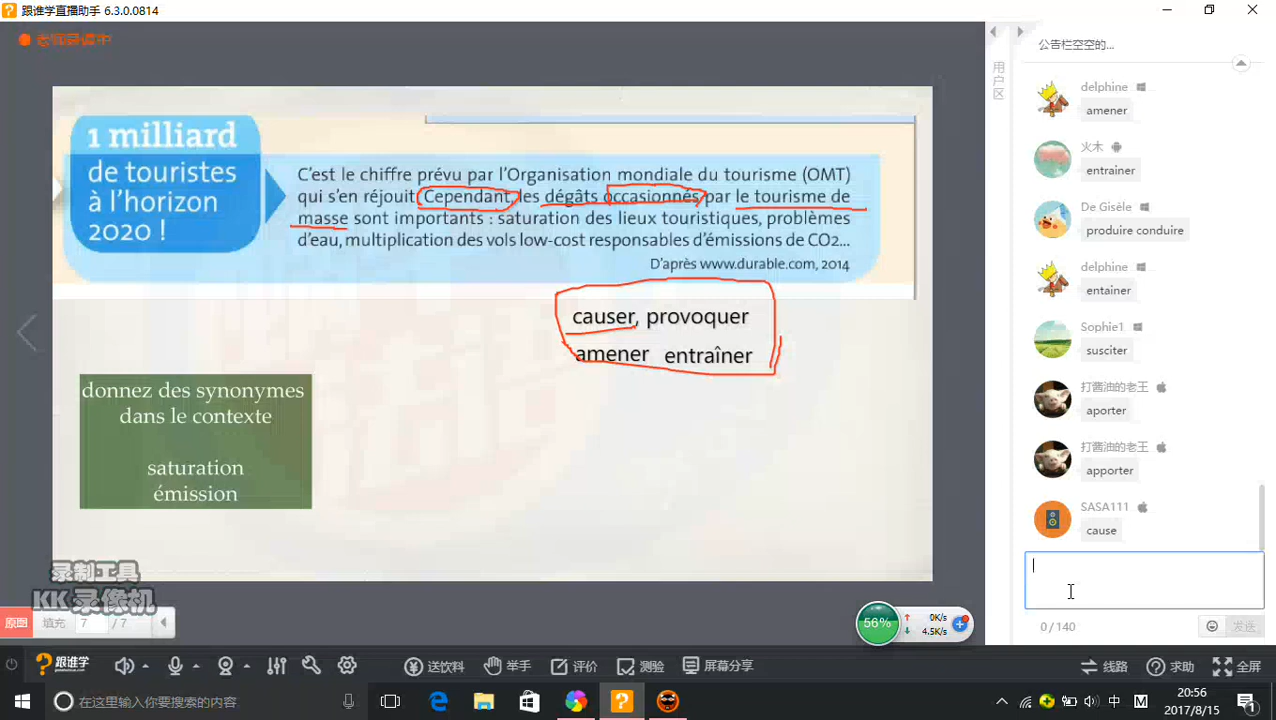 跟谁学直播助手 6.3.0.0814
老师录像中
1 milliard
de touristes
à l'horizon
2020 !
C'est le chiffre prévu par l'Organisation mondiale du tourisme (OMT)
qui s'en réjouit Cependant, les dégâts occasionnés par le tourisme de
masse sont importants : saturation des lieux touristiques, problèmes
d'eau, multiplication des vols low-cost responsables d'émissions de CO2...
D'après www.durable.com, 2014
causer, provoquer
amener entraîner
donnez des synonymes
dans le contexte
saturation
émission
录制工具
KK录像机
原图 填充 7 / 7
56%
0K/s
4.5K/s
用户区
公告栏空空的...
delphine
amener
火木
entrainer
De Gisèle
produire conduire
delphine
entainer
Sophie1
susciter
打酱油的老王
aporter
打酱油的老王
apporter
SASA111
cause
0 / 140
发送
跟谁学
送饮料 举手 评价 测验 屏幕分享
线路 求助 全屏
在这里输入你要搜索的内容
中 M
20:56
2017/8/15
1